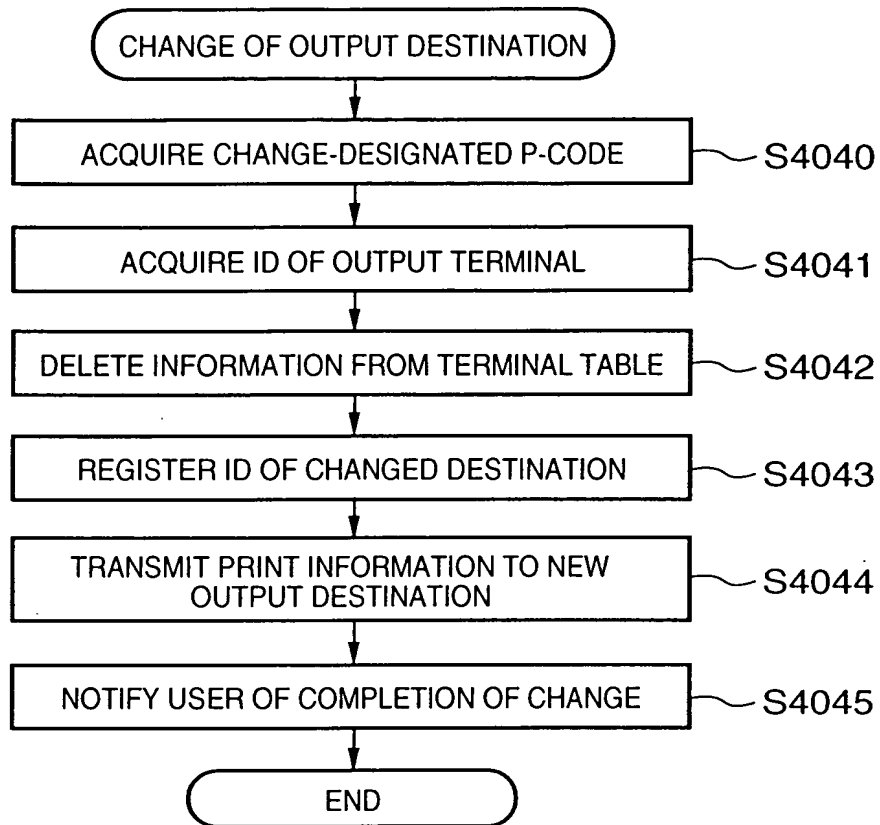 CHANGE OF OUTPUT DESTINATION
ACQUIRE CHANGE-DESIGNATED P-CODE
S4040
ACQUIRE ID OF OUTPUT TERMINAL
S4041
DELETE INFORMATION FROM TERMINAL TABLE
S4042
REGISTER ID OF CHANGED DESTINATION
S4043
TRANSMIT PRINT INFORMATION TO NEW
OUTPUT DESTINATION
S4044
NOTIFY USER OF COMPLETION OF CHANGE
S4045
END